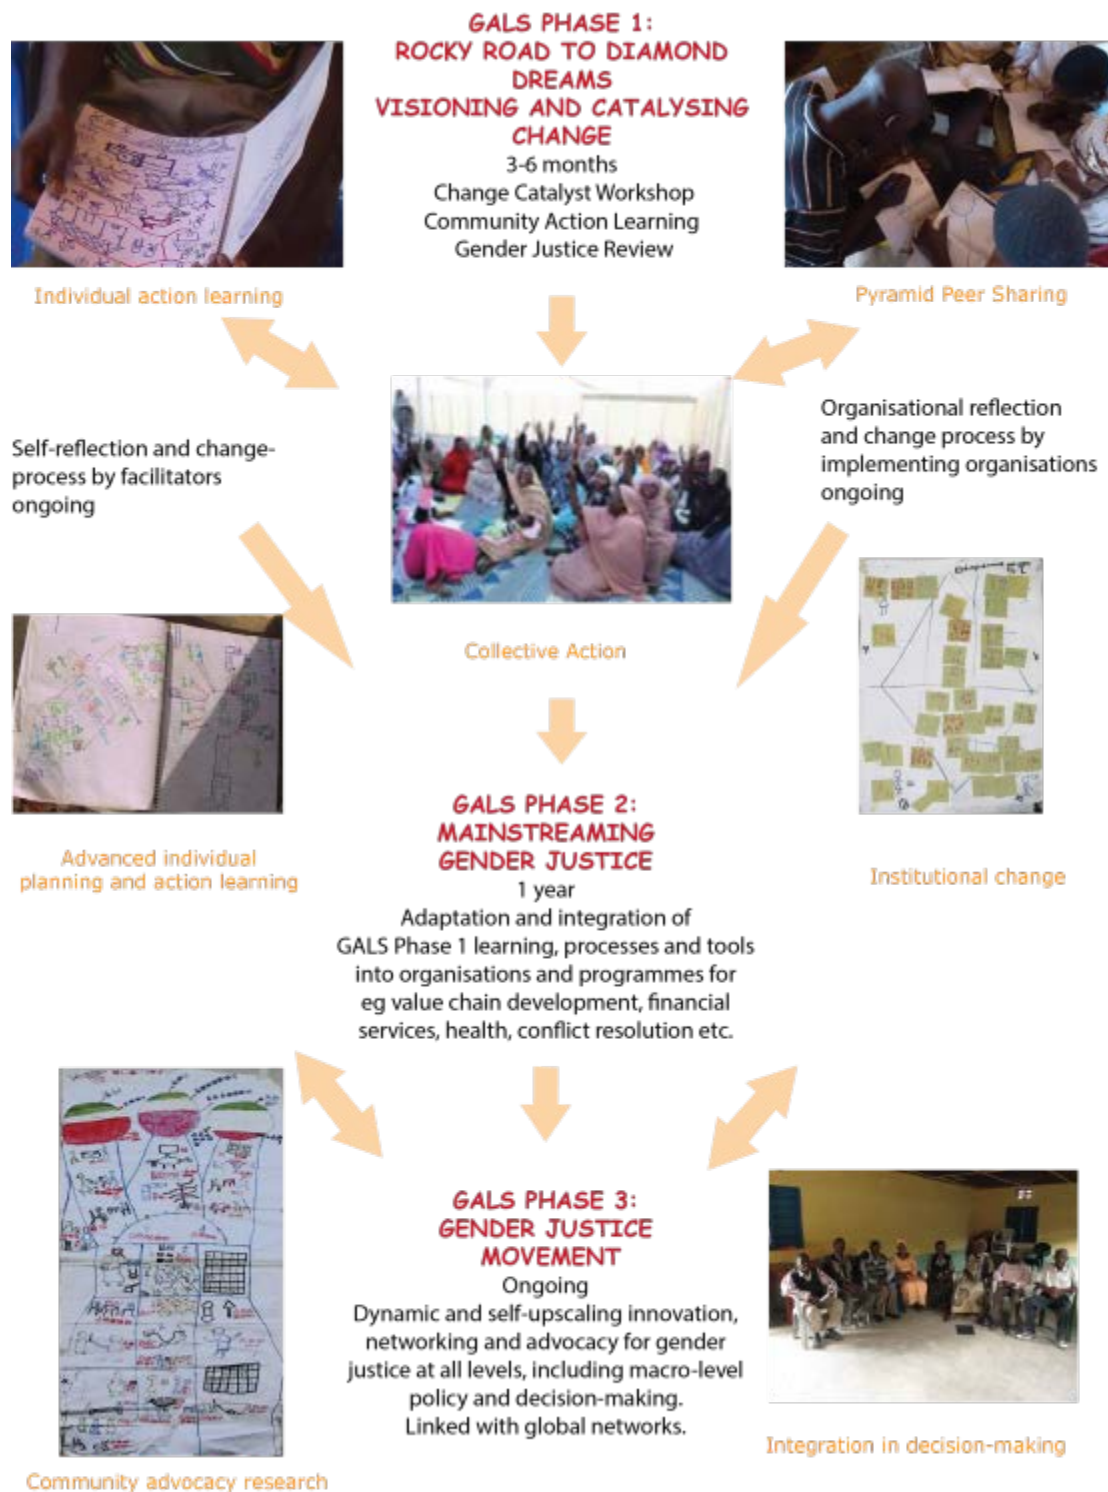 GALS PHASE 1:
ROCKY ROAD TO DIAMOND
DREAMS
VISIONING AND CATALYSING
CHANGE
3-6 months
Change Catalyst Workshop
Community Action Learning
Gender Justice Review
Individual action learning
Pyramid Peer Sharing
Self-reflection and change-
process by facilitators
ongoing
Organisational reflection
and change process by
implementing organisations
ongoing
Collective Action
Advanced individual
planning and action learning
Institutional change
GALS PHASE 2:
MAINSTREAMING
GENDER JUSTICE
1 year
Adaptation and integration of
GALS Phase 1 learning, processes and tools
into organisations and programmes for
eg value chain development, financial
services, health, conflict resolution etc.
GALS PHASE 3:
GENDER JUSTICE
MOVEMENT
Ongoing
Dynamic and self-upscaling innovation,
networking and advocacy for gender
justice at all levels, including macro-level
policy and decision-making.
Linked with global networks.
Community advocacy research
Integration in decision-making